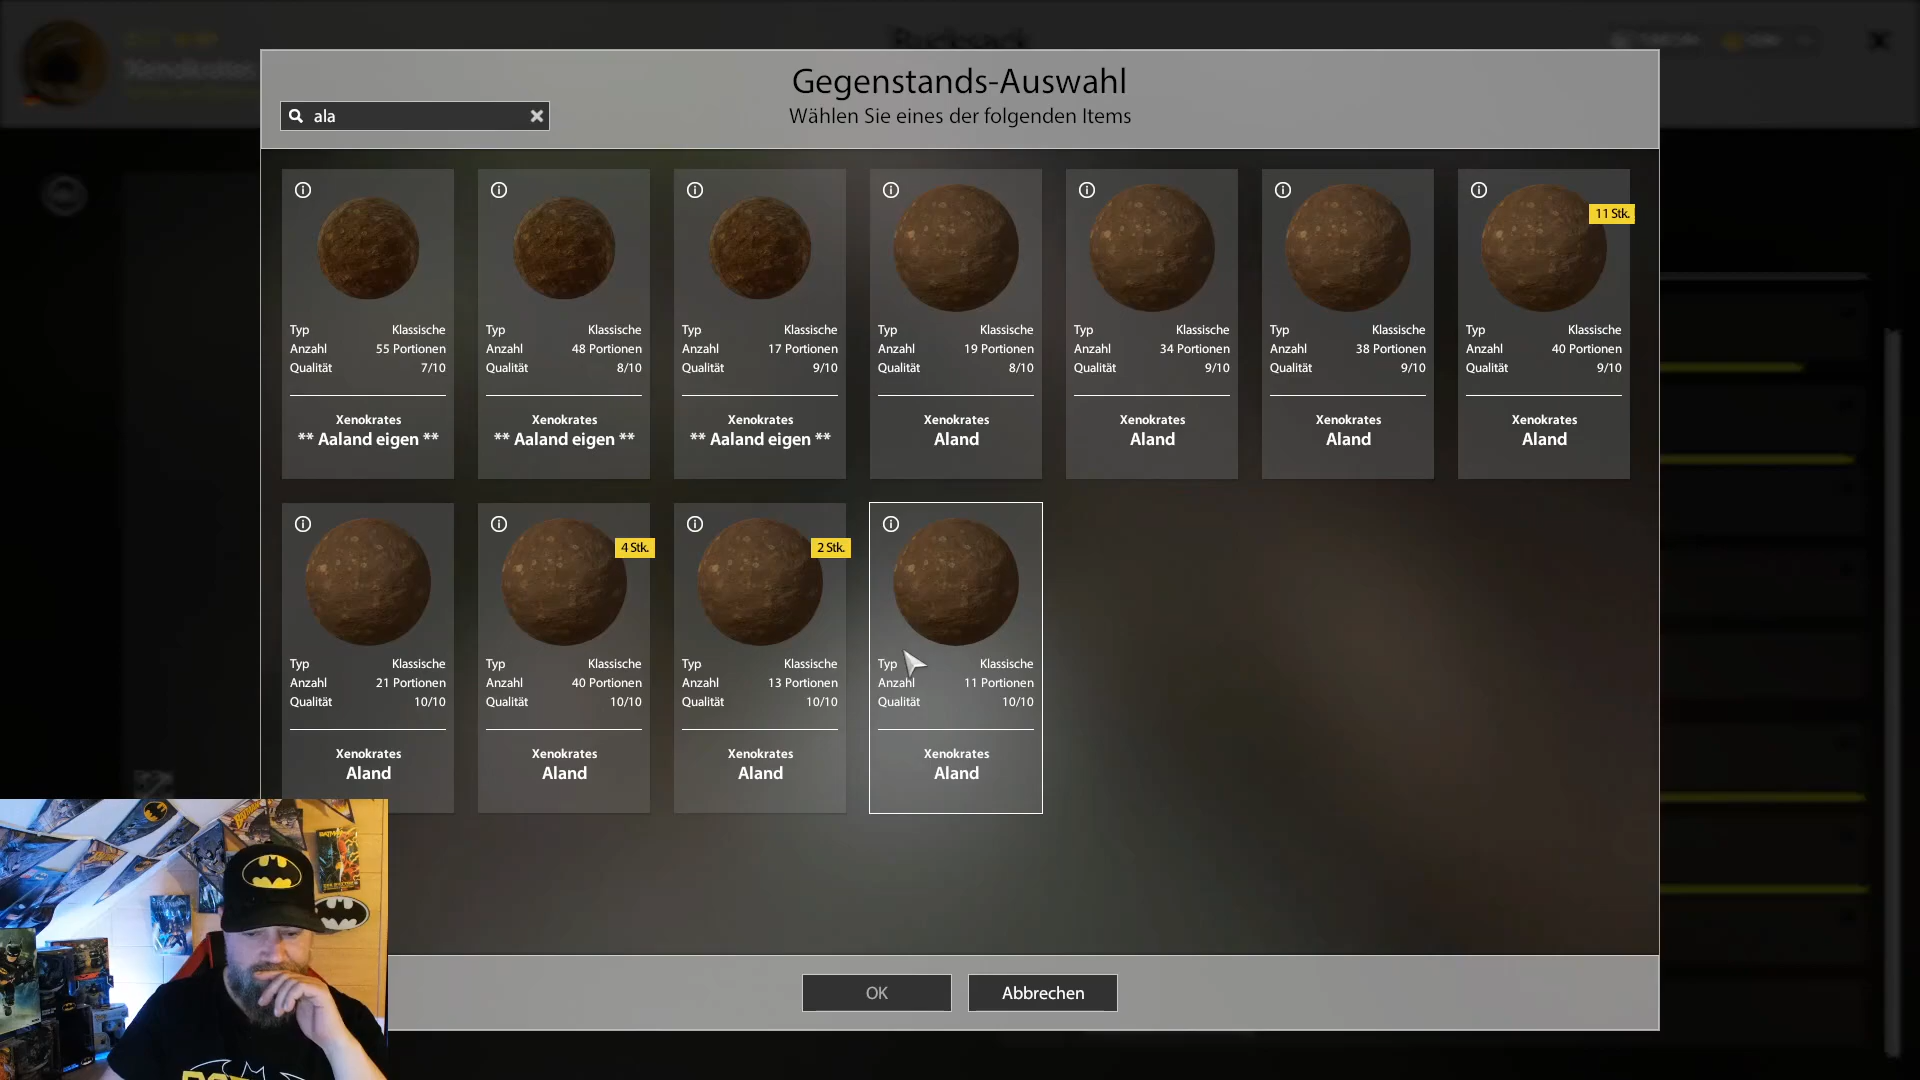 Gegenstands-Auswahl
Wählen Sie eines der folgenden Items
ala
Typ Klassische
Anzahl 55 Portionen
Qualität 7/10
Xenokrates
** Aaland eigen **
Typ Klassische
Anzahl 48 Portionen
Qualität 8/10
Xenokrates
** Aaland eigen **
Typ Klassische
Anzahl 17 Portionen
Qualität 9/10
Xenokrates
** Aaland eigen **
Typ Klassische
Anzahl 19 Portionen
Qualität 8/10
Xenokrates
Aland
Typ Klassische
Anzahl 34 Portionen
Qualität 9/10
Xenokrates
Aland
Typ Klassische
Anzahl 38 Portionen
Qualität 9/10
Xenokrates
Aland
11 Stk.
Typ Klassische
Anzahl 40 Portionen
Qualität 9/10
Xenokrates
Aland
Typ Klassische
Anzahl 21 Portionen
Qualität 10/10
Xenokrates
Aland
4 Stk.
Typ Klassische
Anzahl 40 Portionen
Qualität 10/10
Xenokrates
Aland
2 Stk.
Typ Klassische
Anzahl 13 Portionen
Qualität 10/10
Xenokrates
Aland
Typ Klassische
Anzahl 11 Portionen
Qualität 10/10
Xenokrates
Aland
OK
Abbrechen